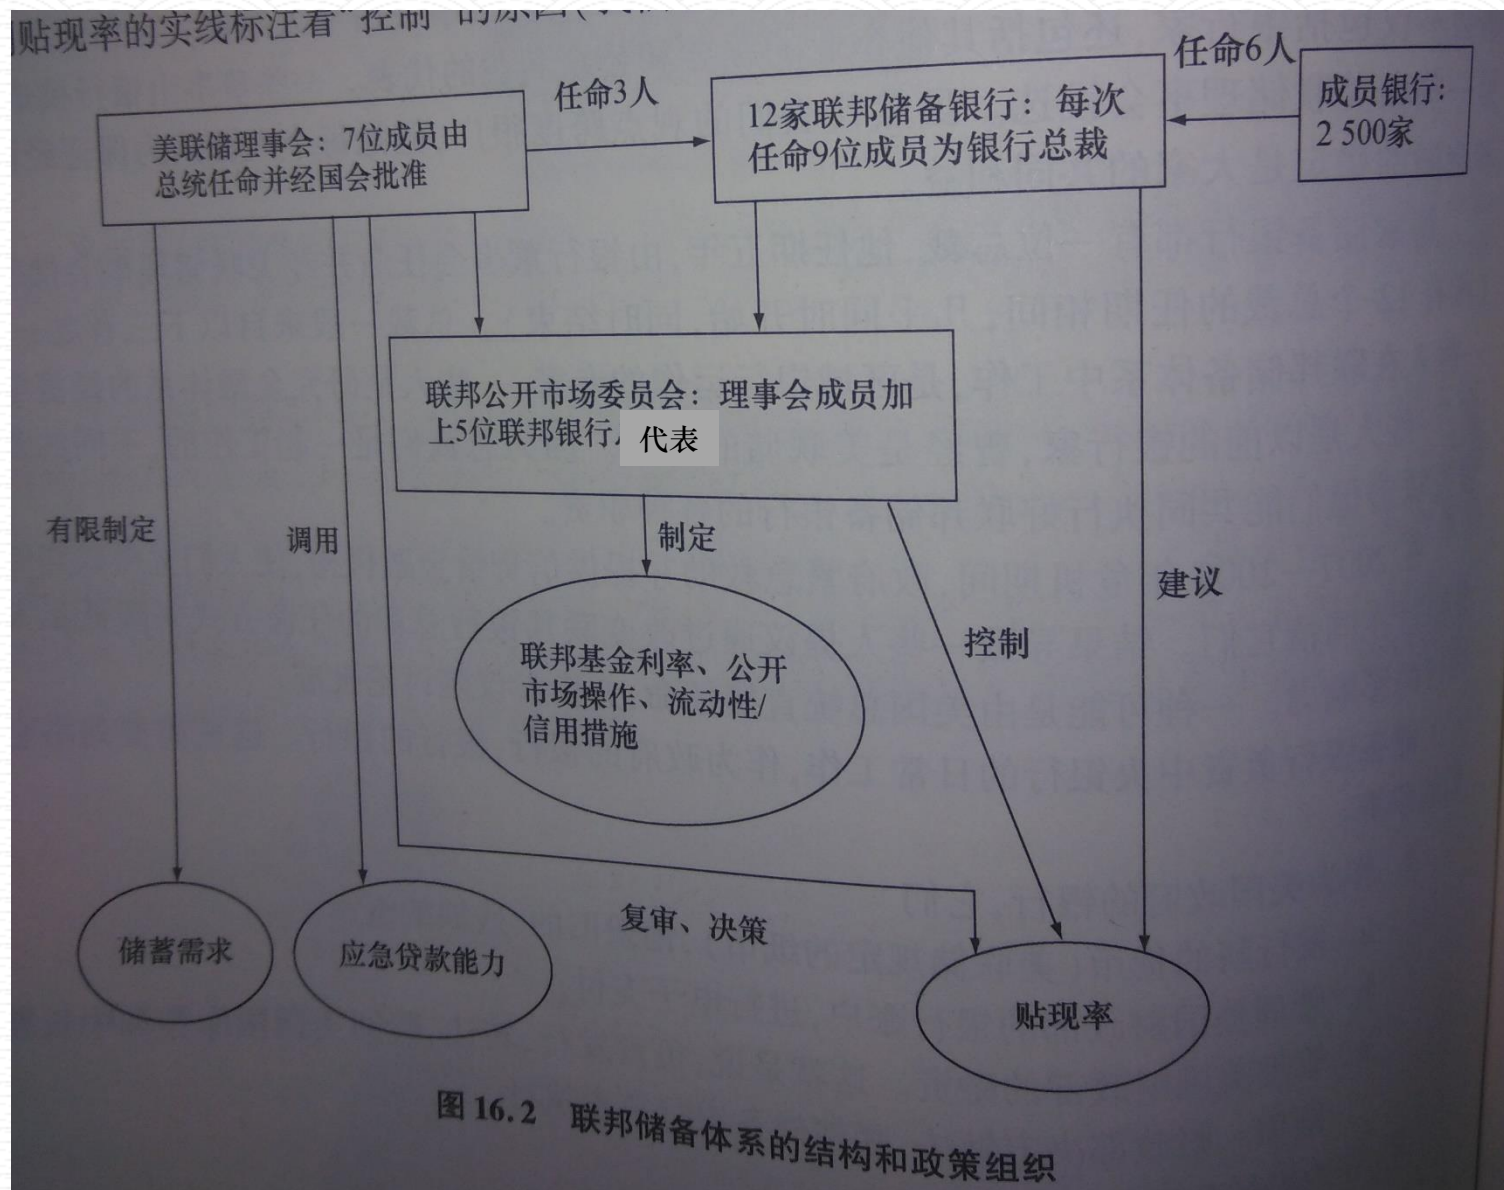 贴现率的实线标注着“控制”的原因
任命3人
任命6人
美联储理事会：7位成员由
总统任命并经国会批准
12家联邦储备银行：每次
任命9位成员为银行总裁
成员银行：
2 500家
联邦公开市场委员会：理事会成员加
上5位联邦银行
代表
有限制定
调用
制定
控制
建议
联邦基金利率、公开
市场操作、流动性/
信用措施
复审、决策
储蓄需求
应急贷款能力
贴现率
图 16.2 联邦储备体系的结构和政策组织